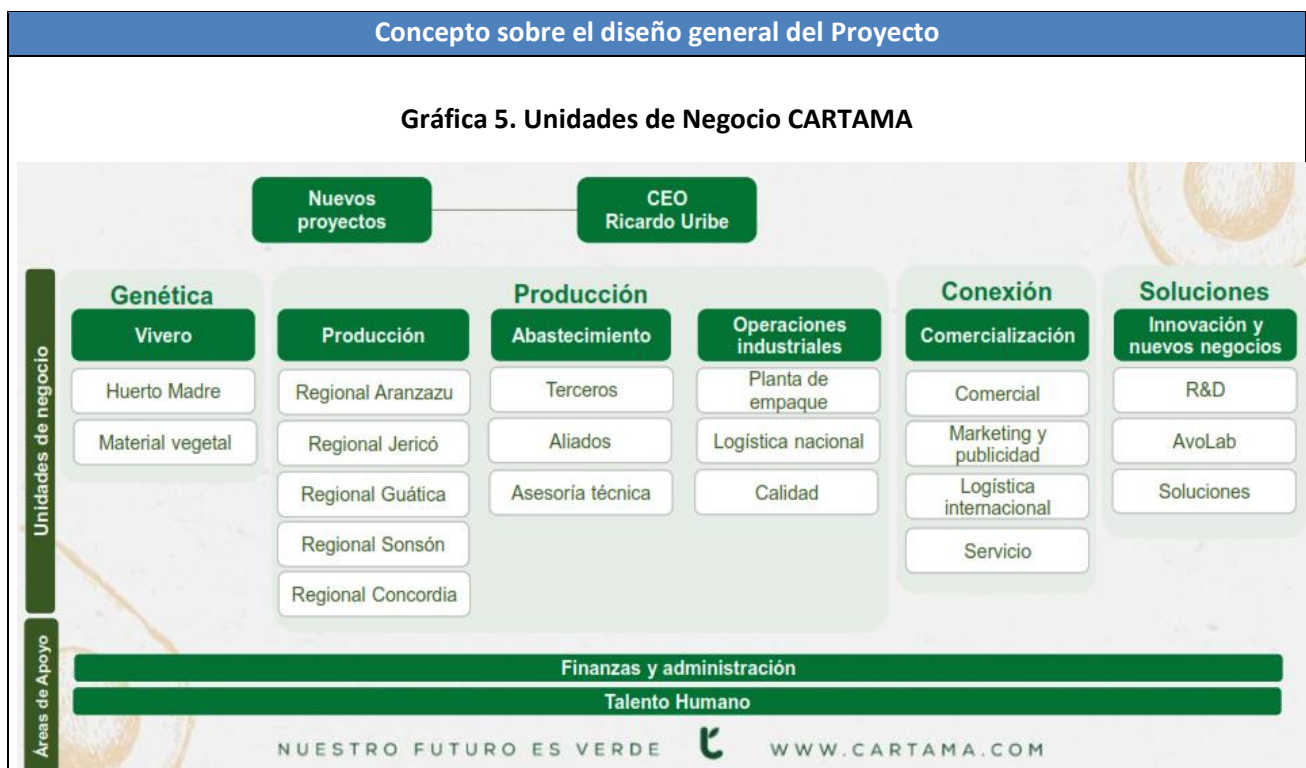 Concepto sobre el diseño general del Proyecto
Gráfica 5. Unidades de Negocio CARTAMA
Nuevos
proyectos
CEO
Ricardo Uribe
Unidades de negocio
Genética
Vivero
Huerto Madre
Material vegetal
Producción
Producción
Regional Aranzazu
Regional Jericó
Regional Guática
Regional Sonsón
Regional Concordia
Abastecimiento
Terceros
Aliados
Asesoría técnica
Operaciones
industriales
Planta de
empaque
Logística nacional
Calidad
Conexión
Comercialización
Comercial
Marketing y
publicidad
Logística
internacional
Servicio
Soluciones
Innovación y
nuevos negocios
R&D
AvoLab
Soluciones
Áreas de Apoyo
Finanzas y administración
Talento Humano
NUESTRO FUTURO ES VERDE
WWW.CARTAMA.COM